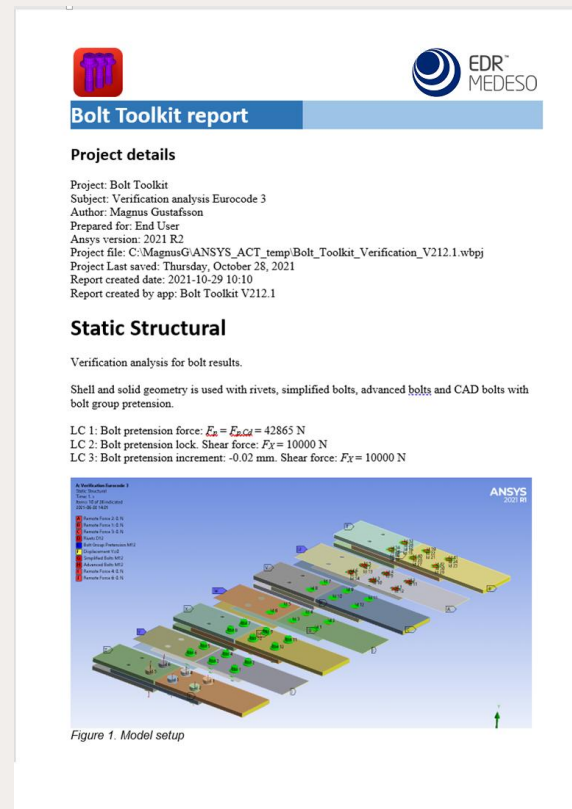 EDR™
MEDESO
Bolt Toolkit report
Project details
Project: Bolt Toolkit
Subject: Verification analysis Eurocode 3
Author: Magnus Gustafsson
Prepared for: End User
Ansys version: 2021 R2
Project file: C:\MagnusG\ANSYS_ACT_temp\Bolt_Toolkit_Verification_V212.1.wbpj
Project Last saved: Thursday, October 28, 2021
Report created date: 2021-10-29 10:10
Report created by app: Bolt Toolkit V212.1
Static Structural
Verification analysis for bolt results.
Shell and solid geometry is used with rivets, simplified bolts, advanced bolts and CAD bolts with
bolt group pretension.
LC 1: Bolt pretension force: Fp = Fp,Cd = 42865 N
LC 2: Bolt pretension lock. Shear force: FX = 10000 N
LC 3: Bolt pretension increment: -0.02 mm. Shear force: FX = 10000 N
A: Verification Eurocode 3
Static Structural
ANSYS
2021 R1
Figure 1. Model setup